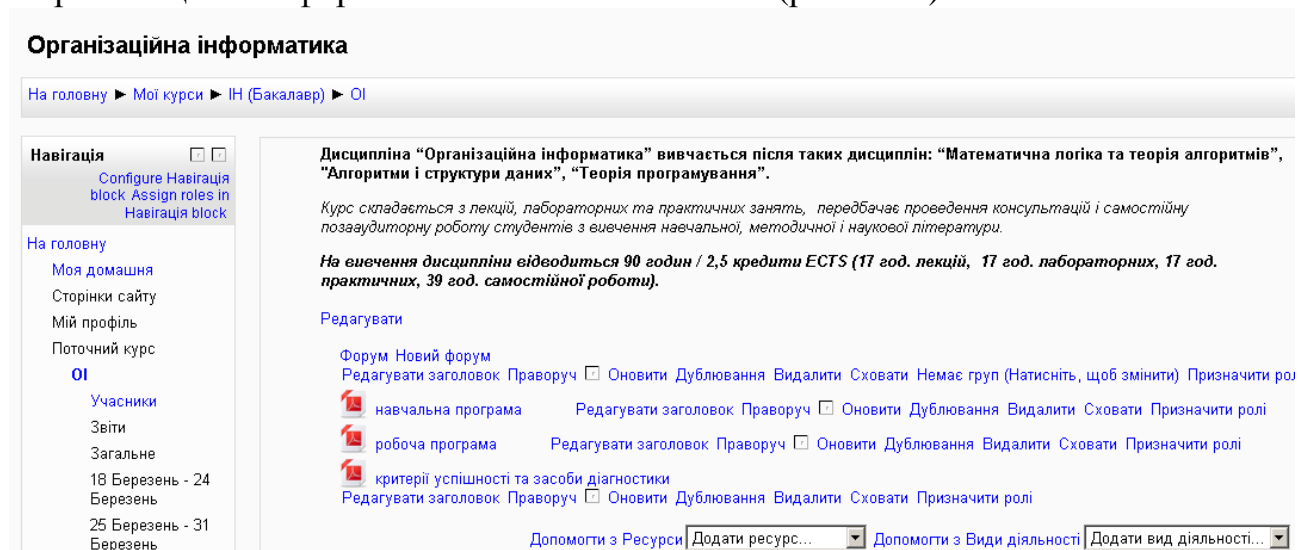 Організаційна інформатика
На головну ► Мої курси ► ІН (Бакалавр) ► ОІ
Навігація
Configure Навігація
block Assign roles in
Навігація block
На головну
Моя домашня
Сторінки сайту
Мій профіль
Поточний курс
ОІ
Учасники
Звіти
Загальне
18 Березень - 24
Березень
25 Березень - 31
Березень
Дисципліна “Організаційна інформатика” вивчається після таких дисциплін: “Математична логіка та теорія алгоритмів”,
"Алгоритми і структури даних”, “Теорія програмування”.
Курс складається з лекцій, лабораторних та практичних занять, передбачає проведення консультацій і самостійну
позааудиторну роботу студентів з вивчення навчальної, методичної і наукової літератури.
На вивчення дисципліни відводиться 90 годин / 2,5 кредити ECTS (17 год. лекцій, 17 год. лабораторних, 17 год.
практичних, 39 год. самостійної роботи).
Редагувати
Форум Новий форум
Редагувати заголовок Праворуч Оновити Дублювання Видалити Сховати Немає груп (Натисніть, щоб змінити) Призначити рол
навчальна програма Редагувати заголовок Праворуч Оновити Дублювання Видалити Сховати Призначити ролі
робоча програма Редагувати заголовок Праворуч Оновити Дублювання Видалити Сховати Призначити ролі
критерії успішності та засоби діагностики
Редагувати заголовок Праворуч Оновити Дублювання Видалити Сховати Призначити ролі
Допомогти з Ресурси Додати ресурс... Допомогти з Види діяльності Додати вид діяльності...